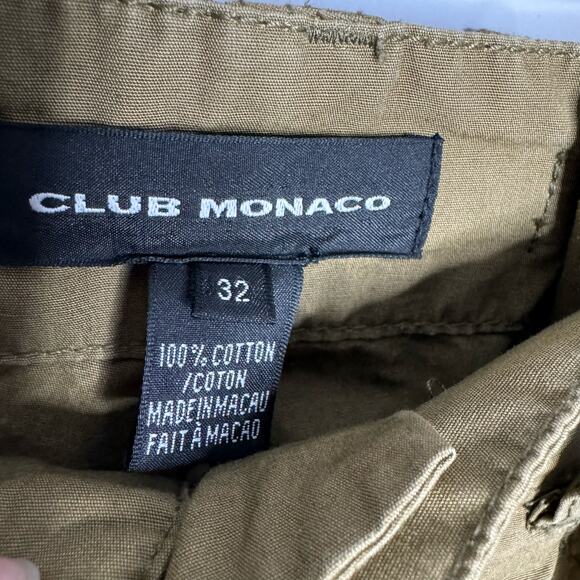 CLUB MONACO
32
100% COTTON
/COTON
MADE IN MACAU
FAIT À MACAO